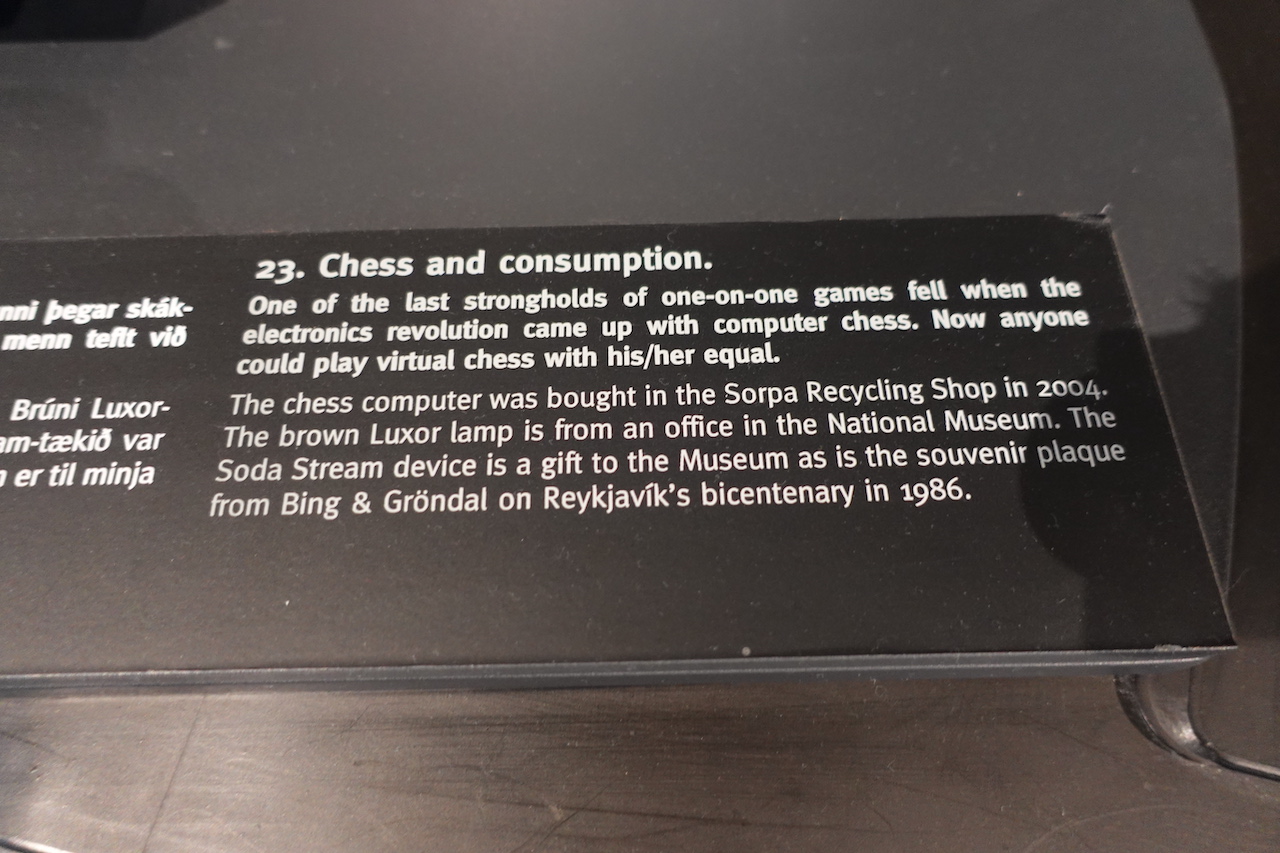 nni þegar skák-
menn teflt við
Brúni Luxor-
am-tækið var
er til minja
23. Chess and consumption.
One of the last strongholds of one-on-one games fell when the
electronics revolution came up with computer chess. Now anyone
could play virtual chess with his/her equal.
The chess computer was bought in the Sorpa Recycling Shop in 2004.
The brown Luxor lamp is from an office in the National Museum. The
Soda Stream device is a gift to the Museum as is the souvenir plaque
from Bing & Gröndal on Reykjavík's bicentenary in 1986.